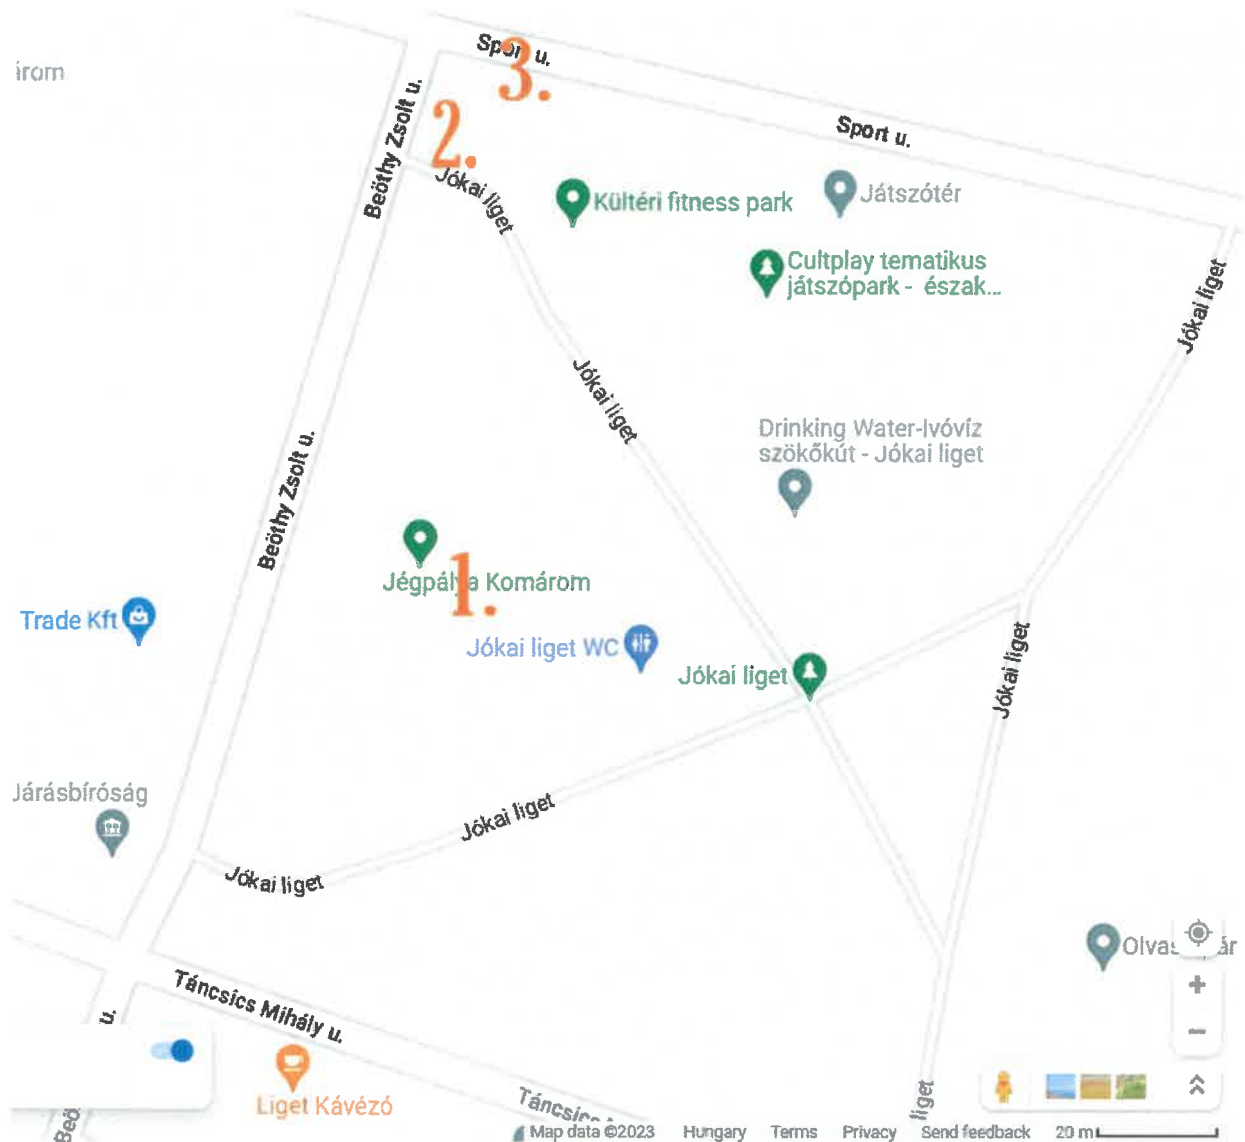 Sport u.
3.
árom
Beöthy Zsolt u.
2.
Sport u.
Jókai liget
Kültéri fitness park
Játszótér
Cultplay tematikus
játszópark - észak...
Jókai liget
Jókai liget
Drinking Water-Ivóvíz
szökőkút - Jókai liget
Beöthy Zsolt u.
Jégpálya Komárom
1.
Trade Kft
Jókai liget WC
Jókai liget
Jókai liget
Járásbíróság
Jókai liget
Jókai liget
Táncsics Mihály u.
u.
Liget Kávézó
liget
Map data ©2023 Hungary Terms Privacy Send feedback 20 m